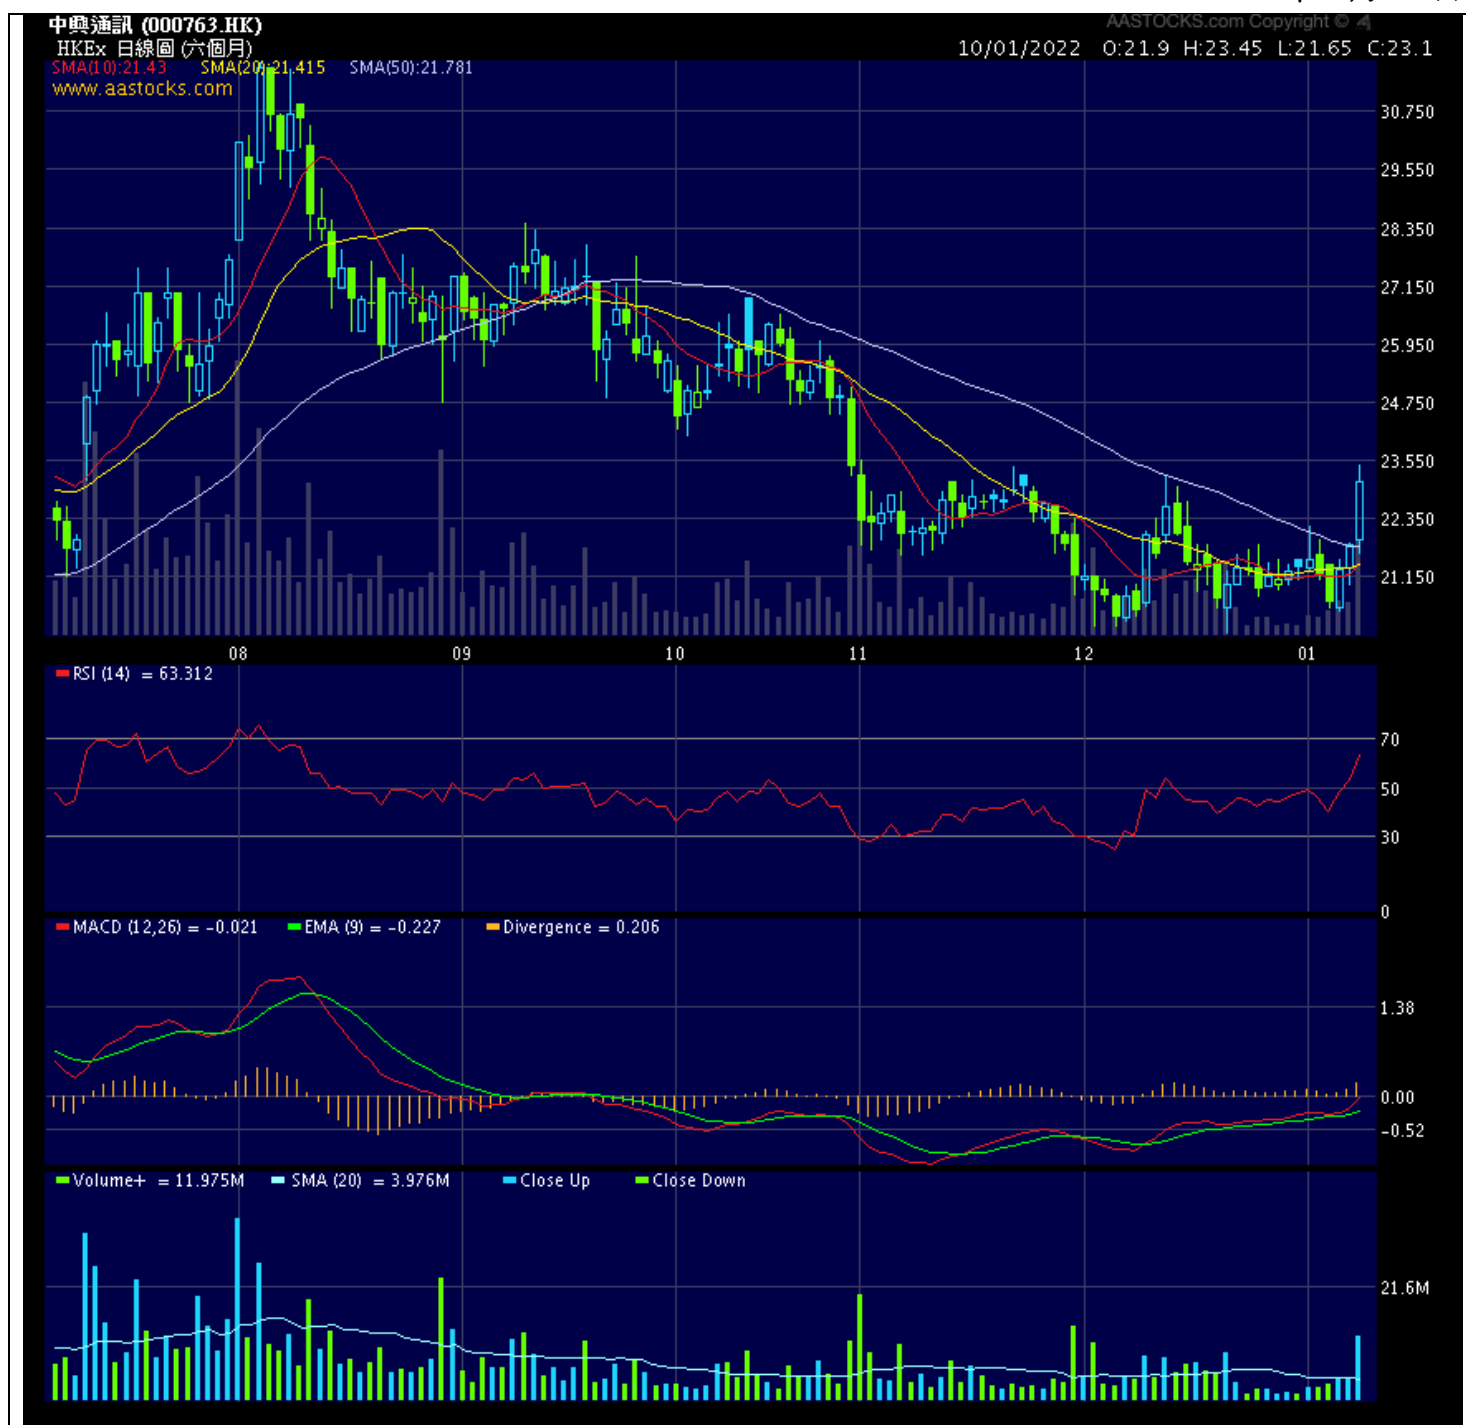 AASTOCKS.com Copyright ©
中興通訊 (000763.HK)
HKEx 日線圖 (六個月)
10/01/2022 O:21.9 H:23.45 L:21.65 C:23.1
SMA(10):21.43 SMA(20):21.415 SMA(50):21.781
www.aastocks.com
30.750
29.550
28.350
27.150
25.950
24.750
23.550
22.350
21.150
08 09 10 11 12 01
RSI (14) = 63.312
70
50
30
0
MACD (12,26) = -0.021 EMA (9) = -0.227 Divergence = 0.206
1.38
0.00
-0.52
Volume+ = 11.975M SMA (20) = 3.976M Close Up Close Down
21.6M